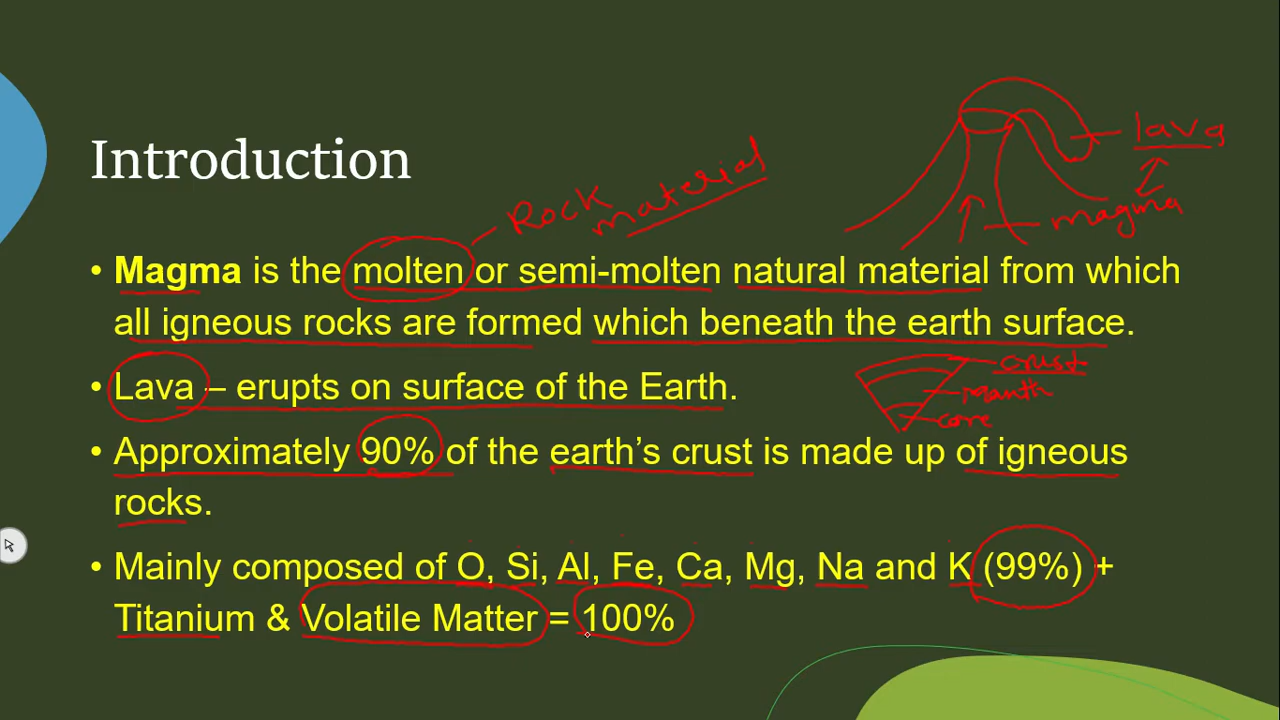 Introduction
lava
Rock
material
magma
• Magma is the molten or semi-molten natural material from which
all igneous rocks are formed which beneath the earth surface.
crust
• Lava – erupts on surface of the Earth.
core
• Approximately 90% of the earth's crust is made up of igneous
rocks.
• Mainly composed of O, Si, Al, Fe, Ca, Mg, Na and K (99%) +
Titanium & Volatile Matter = 100%